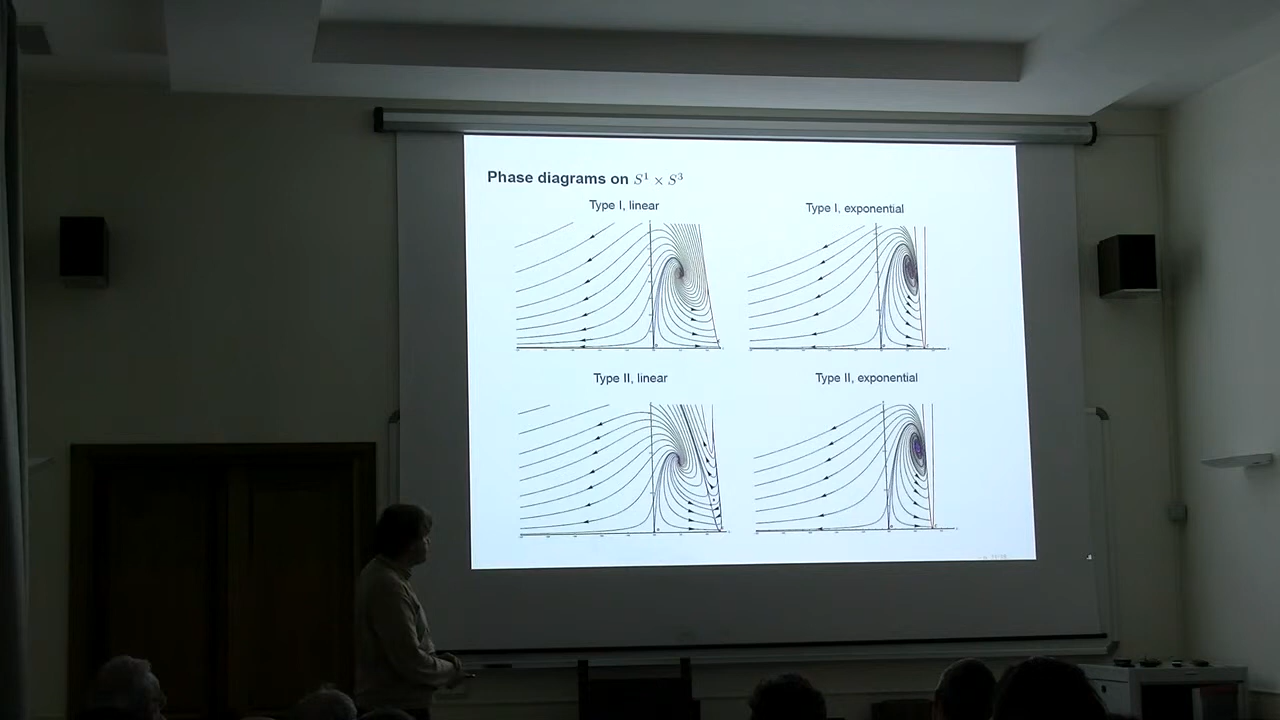 Phase diagrams on S¹ × S³
Type I, linear
Type I, exponential
Type II, linear
Type II, exponential